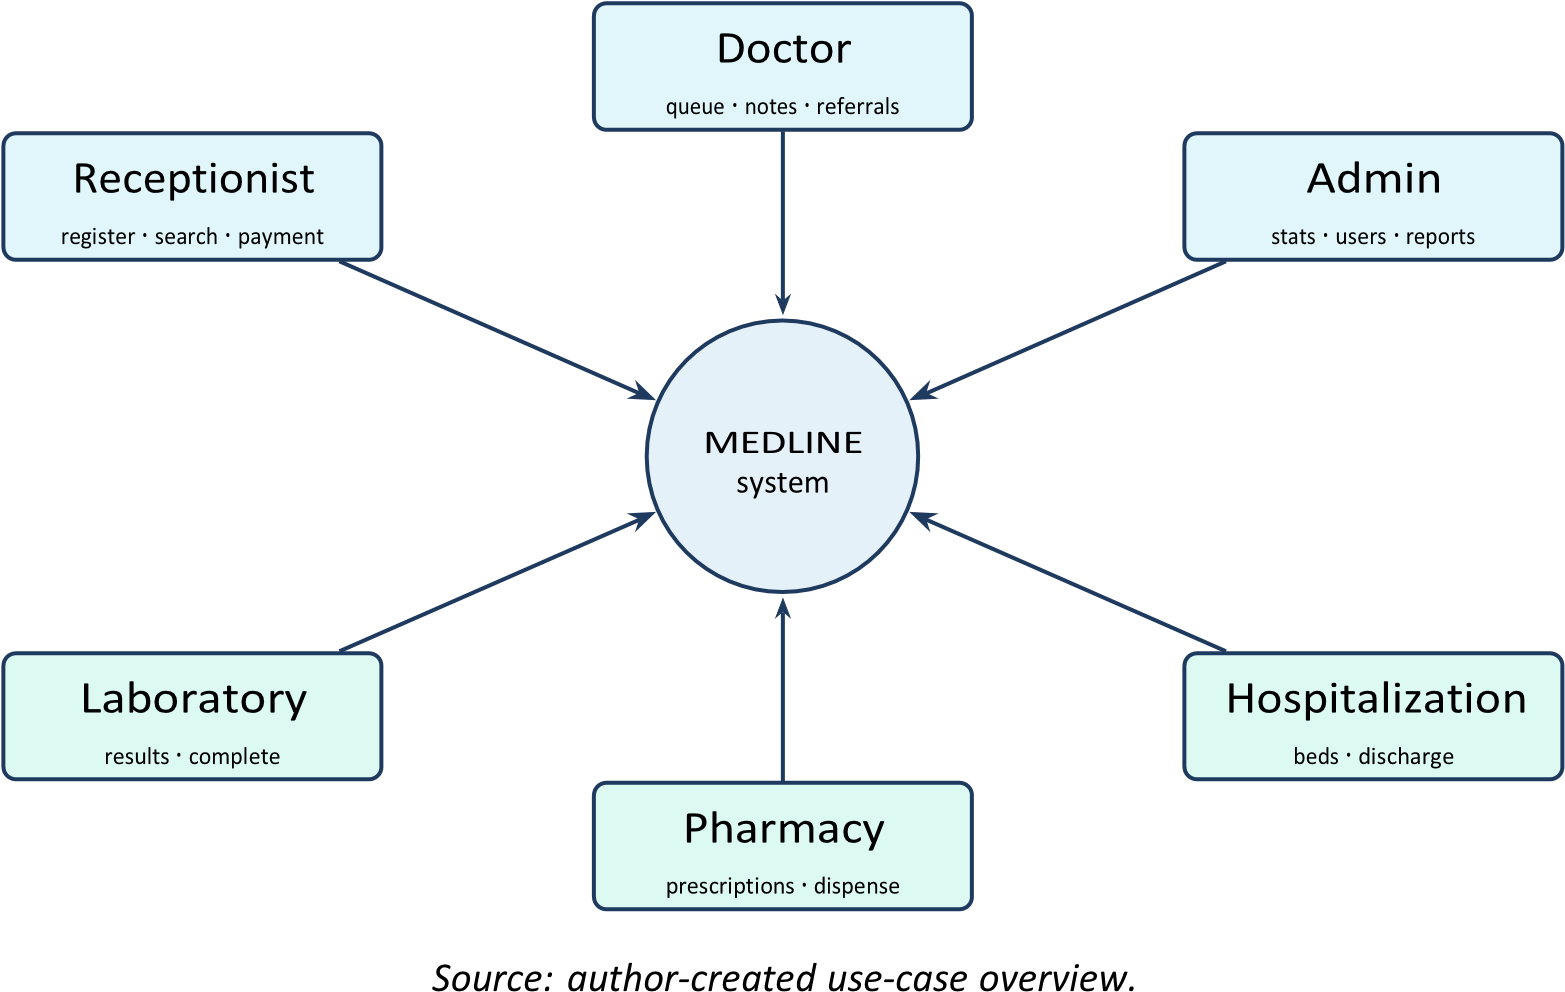 Doctor
queue · notes · referrals
Receptionist
register · search · payment
Admin
stats · users · reports
MEDLINE
system
Laboratory
results · complete
Hospitalization
beds · discharge
Pharmacy
prescriptions · dispense
Source: author-created use-case overview.